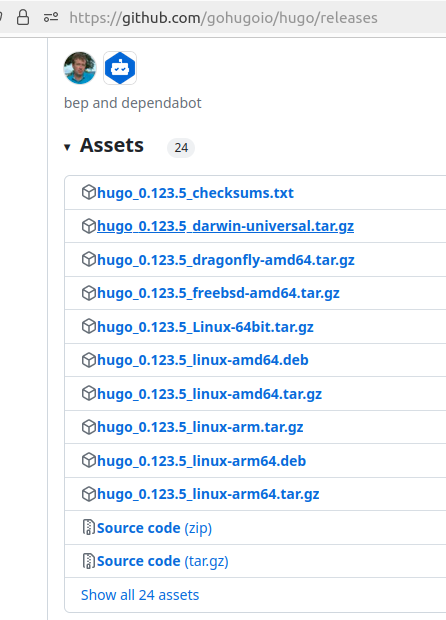 https://github.com/gohugoio/hugo/releases
bep and dependabot
Assets 24
hugo_0.123.5_checksums.txt
hugo_0.123.5_darwin-universal.tar.gz
hugo_0.123.5_dragonfly-amd64.tar.gz
hugo_0.123.5_freebsd-amd64.tar.gz
hugo_0.123.5_Linux-64bit.tar.gz
hugo_0.123.5_linux-amd64.deb
hugo_0.123.5_linux-amd64.tar.gz
hugo_0.123.5_linux-arm.tar.gz
hugo_0.123.5_linux-arm64.deb
hugo_0.123.5_linux-arm64.tar.gz
Source code (zip)
Source code (tar.gz)
Show all 24 assets